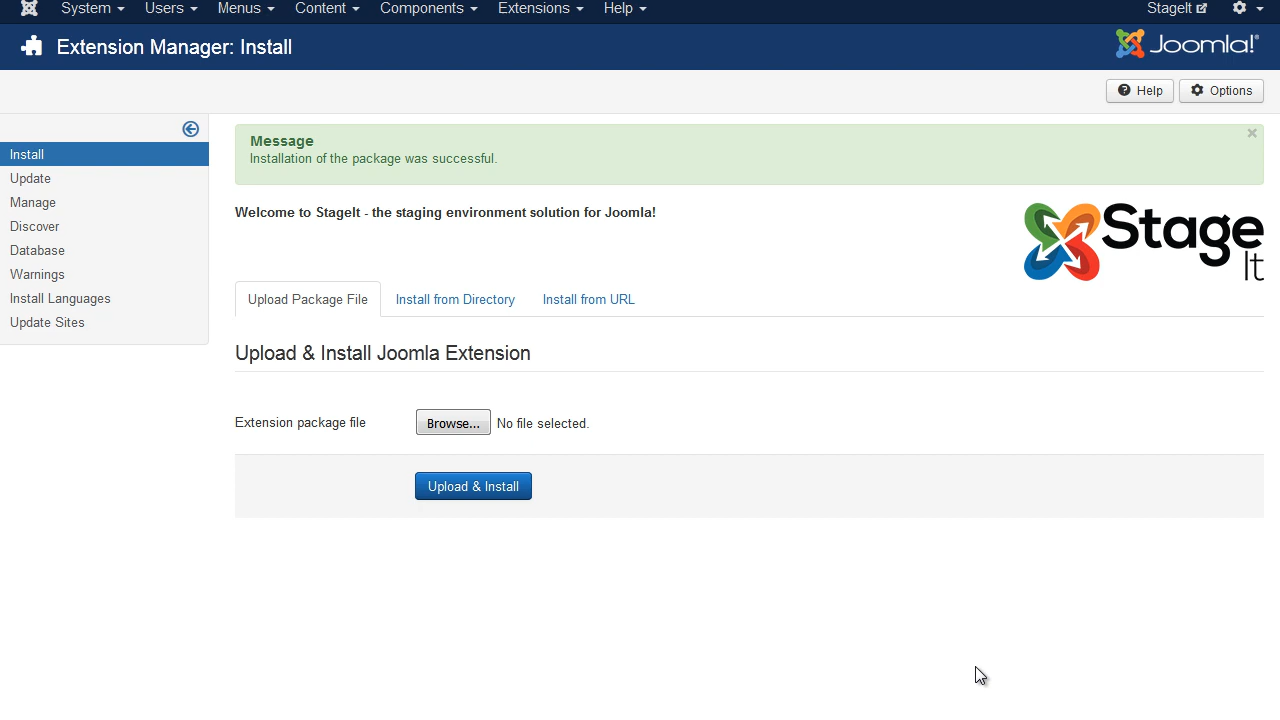 System Users Menus Content Components Extensions Help StageIt
Extension Manager: Install Joomla!®
Help Options
Install
Update
Manage
Discover
Database
Warnings
Install Languages
Update Sites
Message
Installation of the package was successful.
Welcome to StageIt - the staging environment solution for Joomla!
Stage
It
Upload Package File Install from Directory Install from URL
Upload & Install Joomla Extension
Extension package file Browse... No file selected.
Upload & Install